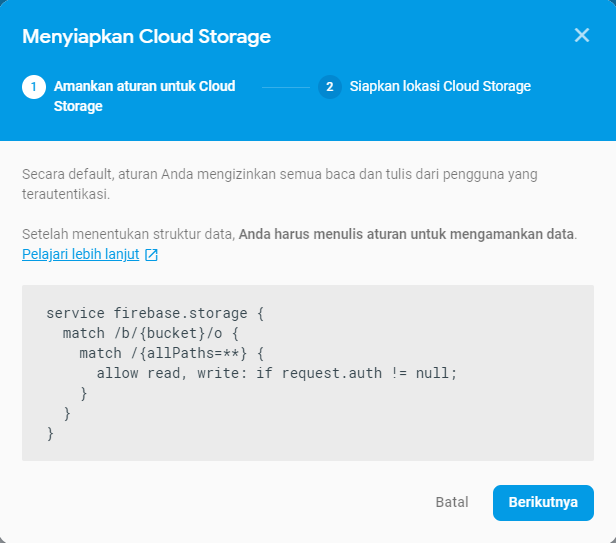 Menyiapkan Cloud Storage
1 Amankan aturan untuk Cloud
Storage
2 Siapkan lokasi Cloud Storage
Secara default, aturan Anda mengizinkan semua baca dan tulis dari pengguna yang
terautentikasi.
Setelah menentukan struktur data, Anda harus menulis aturan untuk mengamankan data.
Pelajari lebih lanjut
service firebase.storage {
  match /b/{bucket}/o {
    match /{allPaths=**} {
      allow read, write: if request.auth != null;
    }
  }
}
Batal
Berikutnya